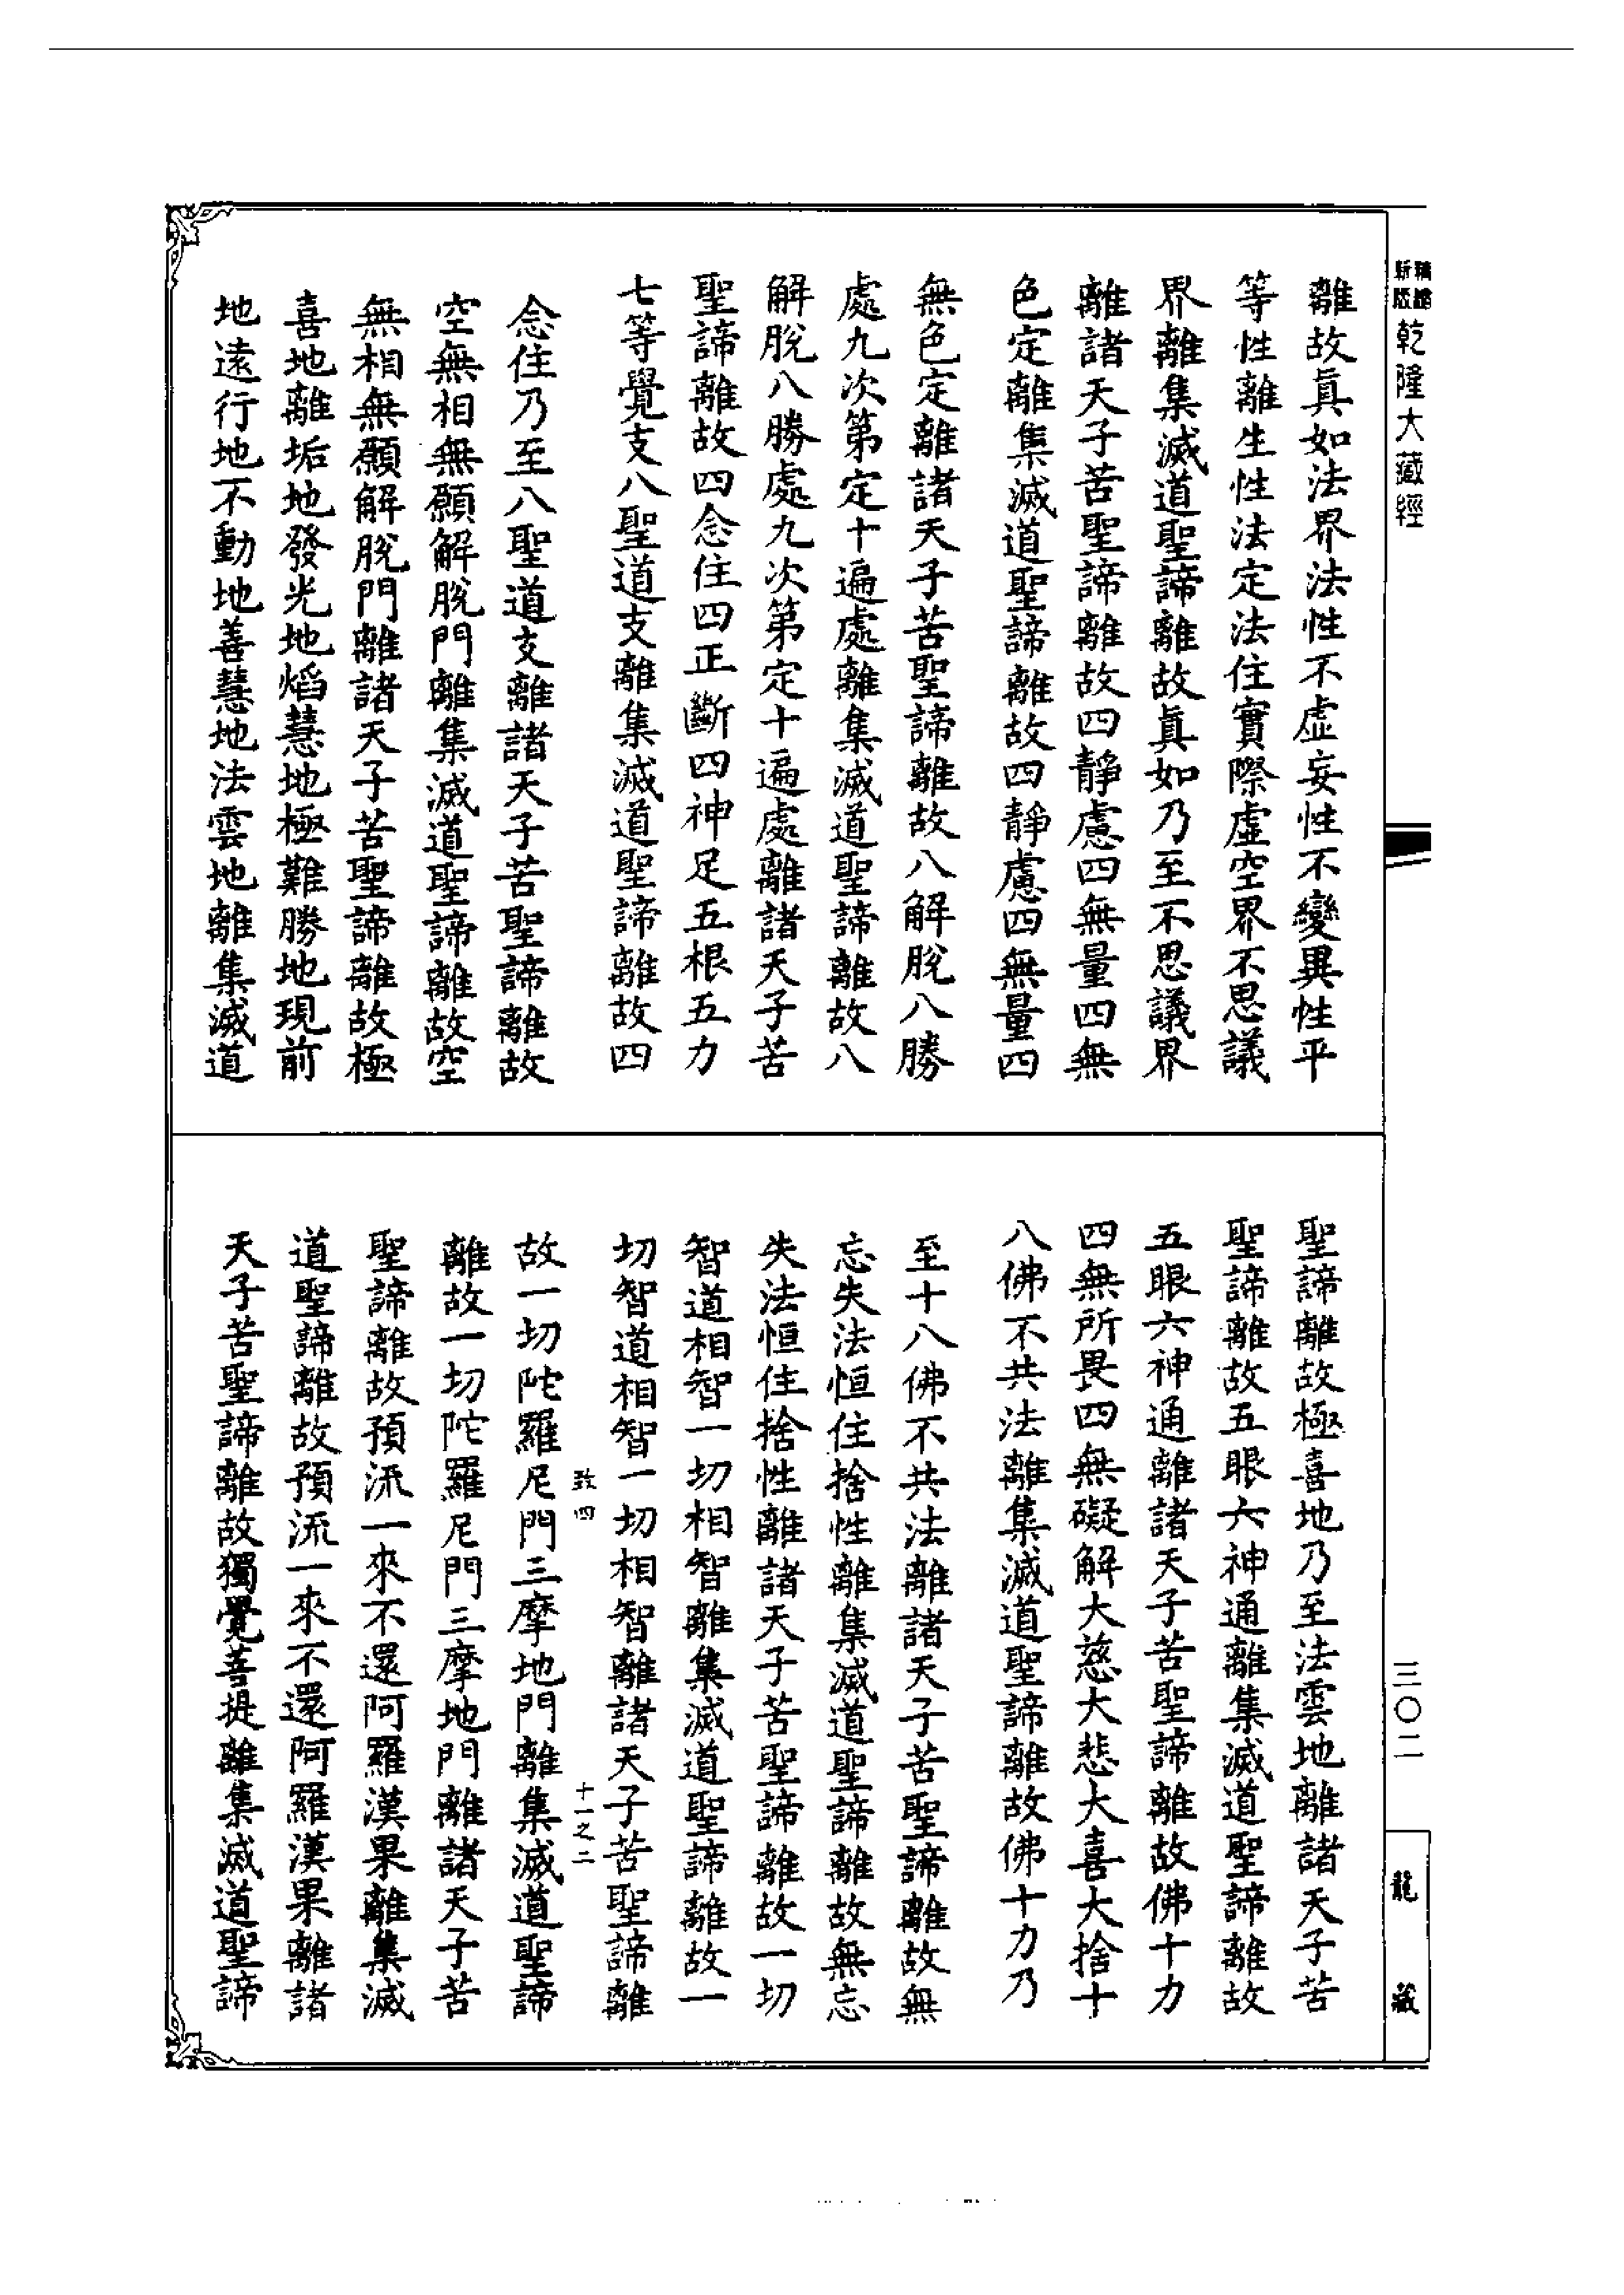 新版精縮乾隆大藏經
離故真如法界法性不虛妄性不變異性平
等性離生性法定法住實際虛空界不思議
界離集滅道聖諦離故真如乃至不思議界
離諸天子苦聖諦離故四靜慮四無量四無
色定離集滅道聖諦離故四靜慮四無量四
無色定離諸天子苦聖諦離故八解脫八勝
處九次第定十遍處離集滅道聖諦離故八
解脫八勝處九次第定十遍處離諸天子苦
聖諦離故四念住四正斷四神足五根五力
七等覺支八聖道支離集滅道聖諦離故四
念住乃至八聖道支離諸天子苦聖諦離故
空無相無願解脫門離集滅道聖諦離故空
無相無願解脫門離諸天子苦聖諦離故極
喜地離垢地發光地焰慧地極難勝地現前
地遠行地不動地善慧地法雲地離集滅道
聖諦離故極喜地乃至法雲地離諸天子苦
聖諦離故五眼六神通離集滅道聖諦離故
五眼六神通離諸天子苦聖諦離故佛十力
四無所畏四無礙解大慈大悲大喜大捨十
八佛不共法離集滅道聖諦離故佛十力乃
至十八佛不共法離諸天子苦聖諦離故無
忘失法恒住捨性離集滅道聖諦離故無忘
失法恒住捨性離諸天子苦聖諦離故一切
智道相智一切相智離集滅道聖諦離故一
切智道相智一切相智離諸天子苦聖諦離
致四 十一之二
故一切陀羅尼門三摩地門離集滅道聖諦
離故一切陀羅尼門三摩地門離諸天子苦
聖諦離故預流一來不還阿羅漢果離集滅
道聖諦離故預流一來不還阿羅漢果離諸
天子苦聖諦離故獨覺菩提離集滅道聖諦
三〇二
龍藏